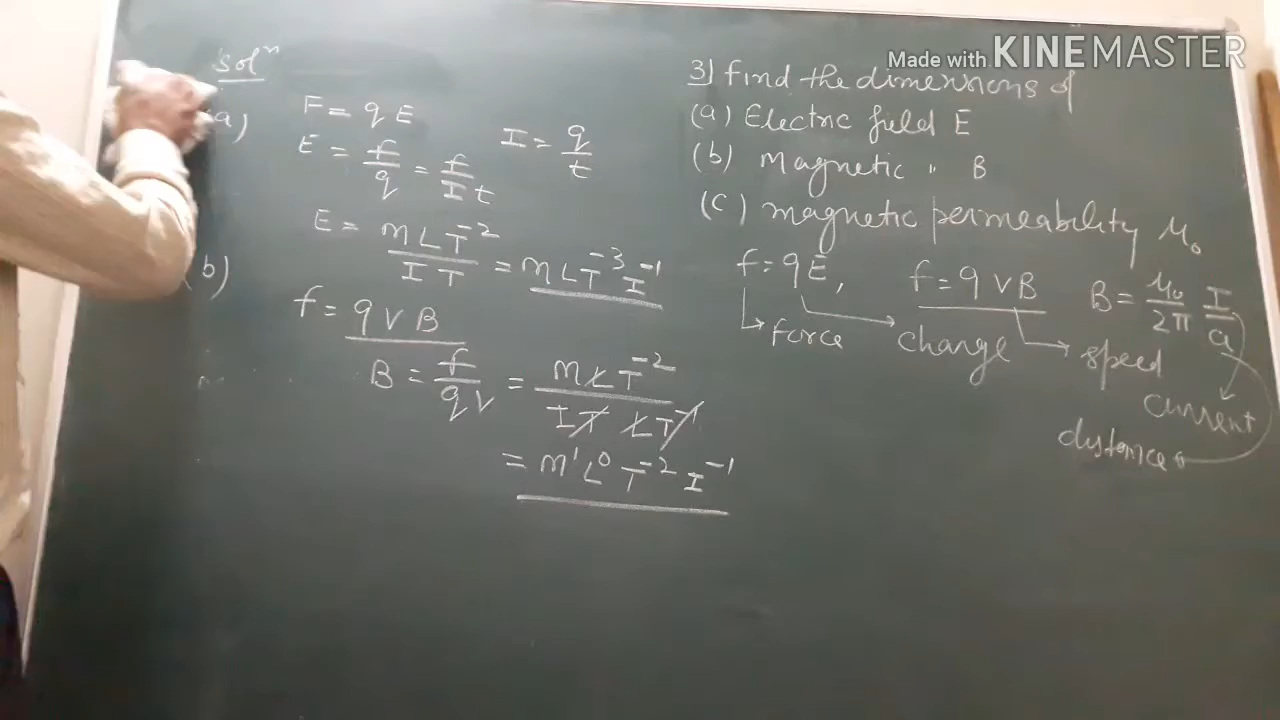 Made with KINEMASTER
3) Find the dimensions of
(a) Electric field E
(b) Magnetic " B
(c) magnetic permeability μ₀
f = qE, f = qVB B = μ₀/2π I/a
force change speed
current
distance
Solⁿ
(a) F = qE
E = f/q = f/It I = q/t
E = MLT⁻²/IT = MLT⁻³I⁻¹
(b)
f = qVB
B = f/qV = MLT⁻²/IT LT⁻¹
= M¹L⁰T⁻²I⁻¹